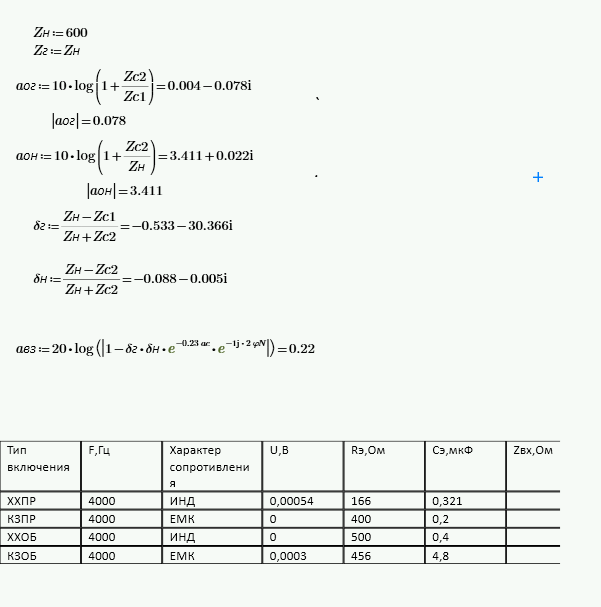 Zн:=600
Zг:=Zн
aог:=10·log(1+Zc2/Zc1)=0.004−0.078i
|aог|=0.078
aон:=10·log(1+Zc2/Zн)=3.411+0.022i
|aон|=3.411
δг:=(Zн−Zc1)/(Zн+Zc2)=−0.533−30.366i
δн:=(Zн−Zc2)/(Zн+Zc2)=−0.088−0.005i
aвз:=20·log(|1−δг·δн·e^(−0.23 ac)·e^(−1j·2 φN)|)=0.22
Тип F,Гц Характер U,В Rэ,Ом Cэ,мкФ Zвх,Ом
включения сопротивлени
я
ХХПР 4000 ИНД 0,00054 166 0,321
КЗПР 4000 ЕМК 0 400 0,2
ХХОБ 4000 ИНД 0 500 0,4
КЗОБ 4000 ЕМК 0,0003 456 4,8